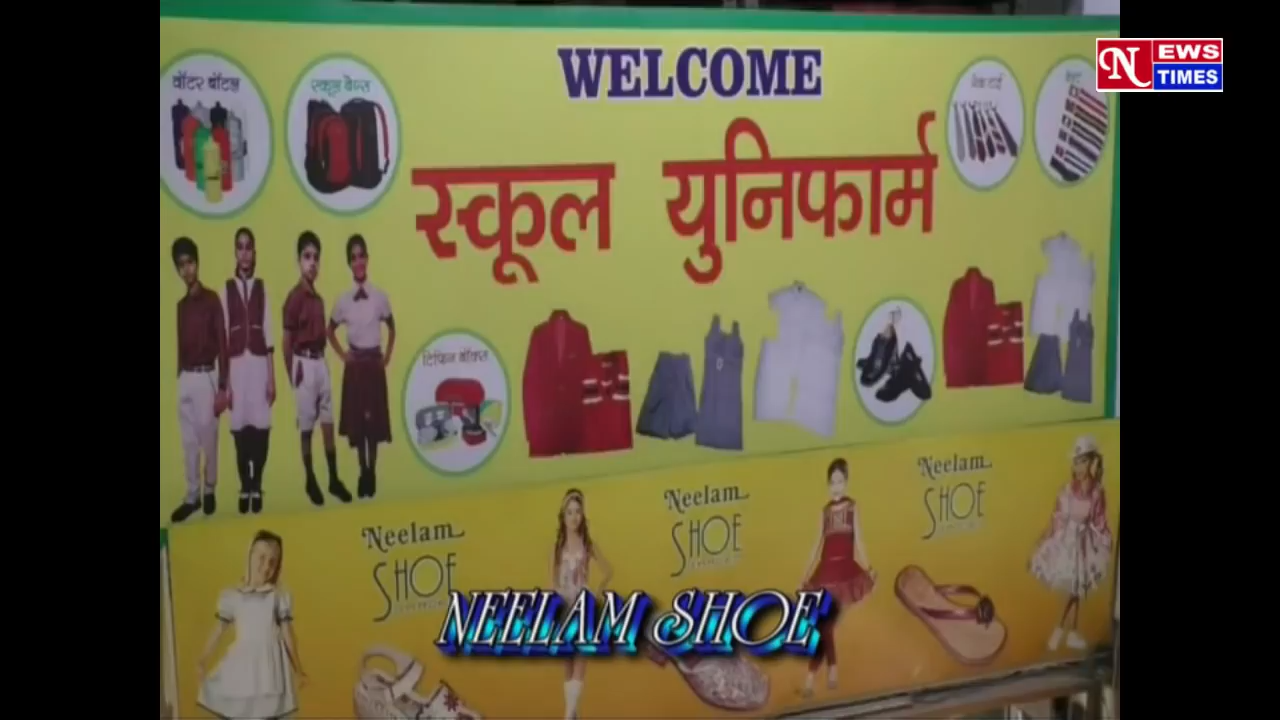 NEWS
TIMES
WELCOME
वॉटर बॉटल
स्कूल बैग्स
स्कूल युनिफार्म
टिफिन बॉक्स
Neelam
SHOE
Neelam
SHOE
Neelam
SHOE
NEELAM SHOE